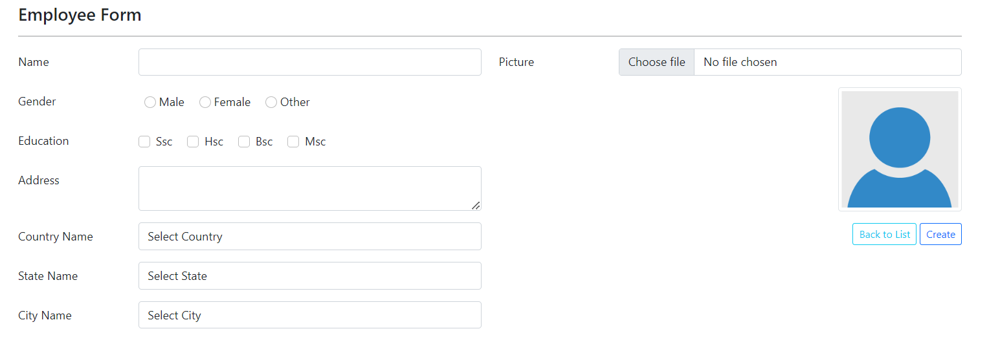 Employee Form
Name
Picture Choose file No file chosen
Gender Male Female Other
Education Ssc Hsc Bsc Msc
Address
Country Name Select Country
Back to List Create
State Name Select State
City Name Select City